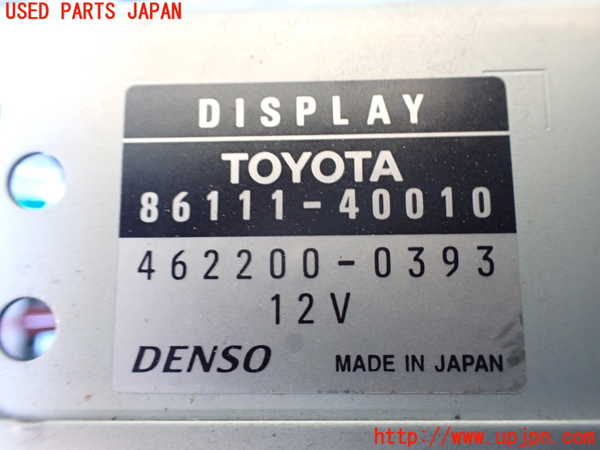 USED PARTS JAPAN
DISPLAY
TOYOTA
86111-40010
462200-0393
12V
DENSO MADE IN JAPAN
http://www.upjpn.com/